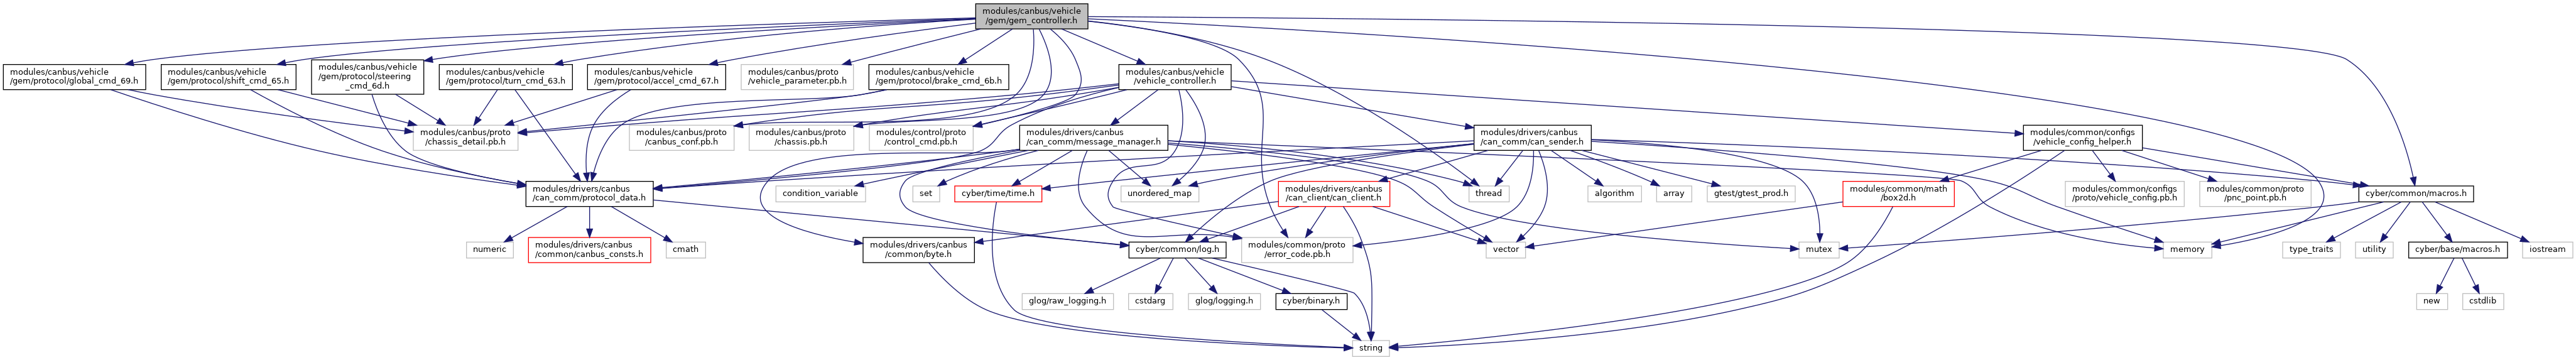 modules/canbus/vehicle
/gem/gem_controller.h
modules/canbus/vehicle
/gem/protocol/global_cmd_69.h
modules/canbus/vehicle
/gem/protocol/shift_cmd_65.h
modules/canbus/vehicle
/gem/protocol/steering
_cmd_6d.h
modules/canbus/vehicle
/gem/protocol/turn_cmd_63.h
modules/canbus/vehicle
/gem/protocol/accel_cmd_67.h
modules/canbus/proto
/vehicle_parameter.pb.h
modules/canbus/vehicle
/gem/protocol/brake_cmd_6b.h
modules/canbus/vehicle
/vehicle_controller.h
modules/canbus/proto
/chassis_detail.pb.h
modules/canbus/proto
/canbus_conf.pb.h
modules/canbus/proto
/chassis.pb.h
modules/control/proto
/control_cmd.pb.h
modules/drivers/canbus
/can_comm/message_manager.h
modules/drivers/canbus
/can_comm/can_sender.h
modules/common/configs
/vehicle_config_helper.h
modules/drivers/canbus
/can_comm/protocol_data.h
condition_variable
set
cyber/time/time.h
unordered_map
modules/drivers/canbus
/can_client/can_client.h
thread
algorithm
array
gtest/gtest_prod.h
modules/common/math
/box2d.h
modules/common/configs
/proto/vehicle_config.pb.h
modules/common/proto
/pnc_point.pb.h
cyber/common/macros.h
numeric
modules/drivers/canbus
/common/canbus_consts.h
cmath
modules/drivers/canbus
/common/byte.h
cyber/common/log.h
modules/common/proto
/error_code.pb.h
vector
mutex
memory
type_traits
utility
cyber/base/macros.h
iostream
glog/raw_logging.h
cstdarg
glog/logging.h
cyber/binary.h
new
cstdlib
string